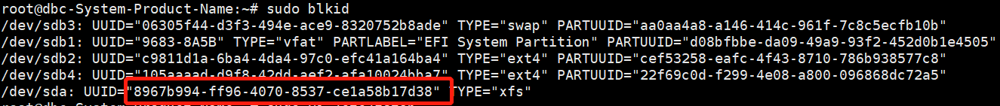 root@dbc-System-Product-Name:~# sudo blkid
/dev/sdb3: UUID="06305f44-d3f3-494e-ace9-8320752b8ade" TYPE="swap" PARTUUID="aa0aa4a8-a146-414c-961f-7c8c5ecfb10b"
/dev/sdb1: UUID="9683-8A5B" TYPE="vfat" PARTLABEL="EFI System Partition" PARTUUID="d08bfbbe-da09-49a9-93f2-452d0b1e4505"
/dev/sdb2: UUID="c9811d1a-6ba4-4da4-97c0-efc41a164ba4" TYPE="ext4" PARTUUID="cef53258-eafc-4f43-8710-786b938577c8"
/dev/sdb4: UUID="105aaaad-d9f8-42dd-aef2-afa10024bba7" TYPE="ext4" PARTUUID="22f69c0d-f299-4e08-a800-096868dc72a5"
/dev/sda: UUID="8967b994-ff96-4070-8537-ce1a58b17d38" TYPE="xfs"